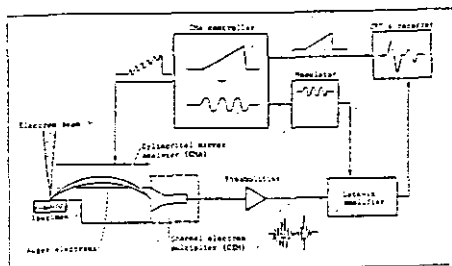 CMA controller
CRT & recorder
Modulator
Electron beam
Cylindrical mirror
analyzer (CMA)
Preamplifier
Lock-in
amplifier
Specimen
Auger electrons
Channel electron
multiplier (CEM)